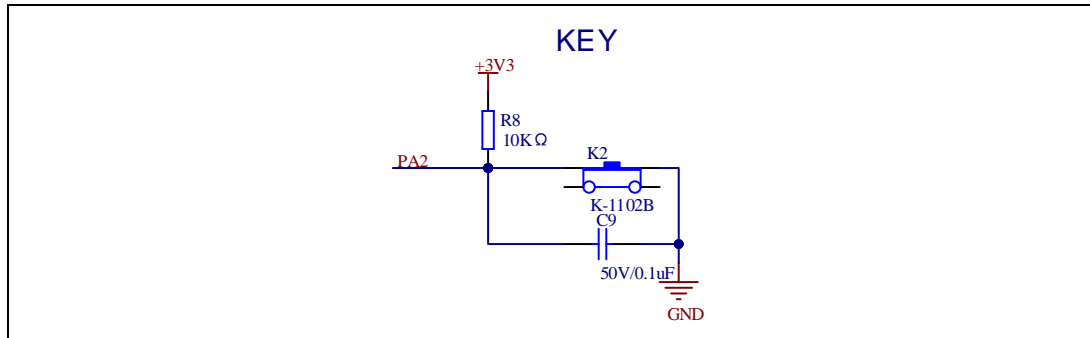 KEY
+3V3
R8
10KΩ
PA2
K2
K-1102B
C9
50V/0.1uF
GND